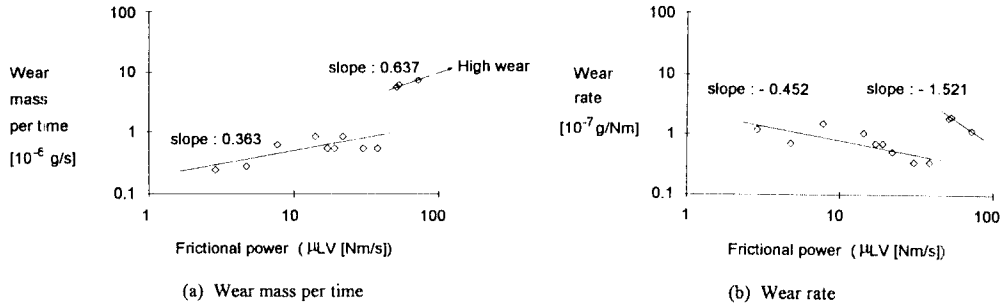 100
10
1
0.1
Wear
mass
per time
[10⁻⁶ g/s]
slope : 0.637
High wear
slope : 0.363
1
10
100
Frictional power ( μLV [Nm/s])
(a) Wear mass per time
100
10
1
0.1
Wear
rate
[10⁻⁷ g/Nm]
slope : - 0.452
slope : - 1.521
1
10
100
Frictional power ( μLV [Nm/s])
(b) Wear rate